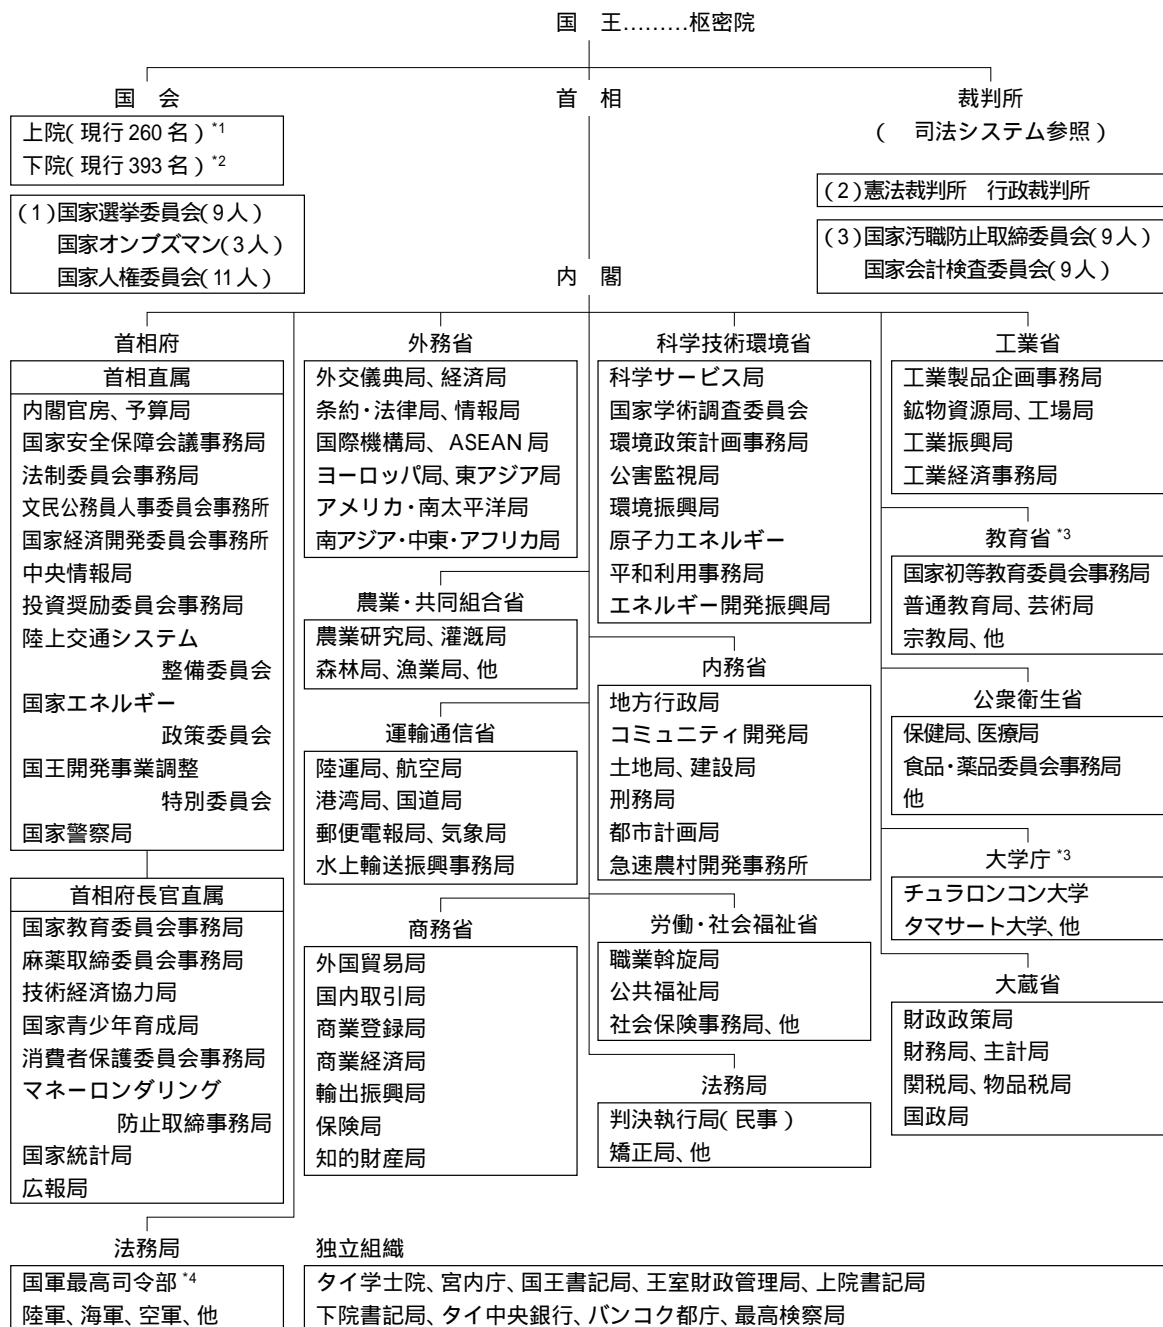 国　王………枢密院
国　会
上院(現行260名)*1
下院(現行393名)*2
(1)国家選挙委員会(9人)
国家オンブズマン(3人)
国家人権委員会(11人)
首　相
内　閣
裁判所
(　司法システム参照)
(2)憲法裁判所　行政裁判所
(3)国家汚職防止取締委員会(9人)
国家会計検査委員会(9人)
首相府
首相直属
内閣官房、予算局
国家安全保障会議事務局
法制委員会事務局
文民公務員人事委員会事務所
国家経済開発委員会事務所
中央情報局
投資奨励委員会事務局
陸上交通システム
整備委員会
国家エネルギー
政策委員会
国王開発事業調整
特別委員会
国家警察局
首相府長官直属
国家教育委員会事務局
麻薬取締委員会事務局
技術経済協力局
国家青少年育成局
消費者保護委員会事務局
マネーロンダリング
防止取締事務局
国家統計局
広報局
法務局
国軍最高司令部*4
陸軍、海軍、空軍、他
外務省
外交儀典局、経済局
条約・法律局、情報局
国際機構局、ASEAN局
ヨーロッパ局、東アジア局
アメリカ・南太平洋局
南アジア・中東・アフリカ局
農業・共同組合省
農業研究局、灌漑局
森林局、漁業局、他
運輸通信省
陸運局、航空局
港湾局、国道局
郵便電報局、気象局
水上輸送振興事務局
商務省
外国貿易局
国内取引局
商業登録局
商業経済局
輸出振興局
保険局
知的財産局
科学技術環境省
科学サービス局
国家学術調査委員会
環境政策計画事務局
公害監視局
環境振興局
原子力エネルギー
平和利用事務局
エネルギー開発振興局
内務省
地方行政局
コミュニティ開発局
土地局、建設局
刑務局
都市計画局
急速農村開発事務所
労働・社会福祉省
職業斡旋局
公共福祉局
社会保険事務局、他
法務局
判決執行局(民事)
矯正局、他
工業省
工業製品企画事務局
鉱物資源局、工場局
工業振興局
工業経済事務局
教育省*3
国家初等教育委員会事務局
普通教育局、芸術局
宗教局、他
公衆衛生省
保健局、医療局
食品・薬品委員会事務局
他
大学庁*3
チュラロンコン大学
タマサート大学、他
大蔵省
財政政策局
財務局、主計局
関税局、物品税局
国政局
独立組織
タイ学士院、宮内庁、国王書記局、王室財政管理局、上院書記局
下院書記局、タイ中央銀行、バンコク都庁、最高検察局